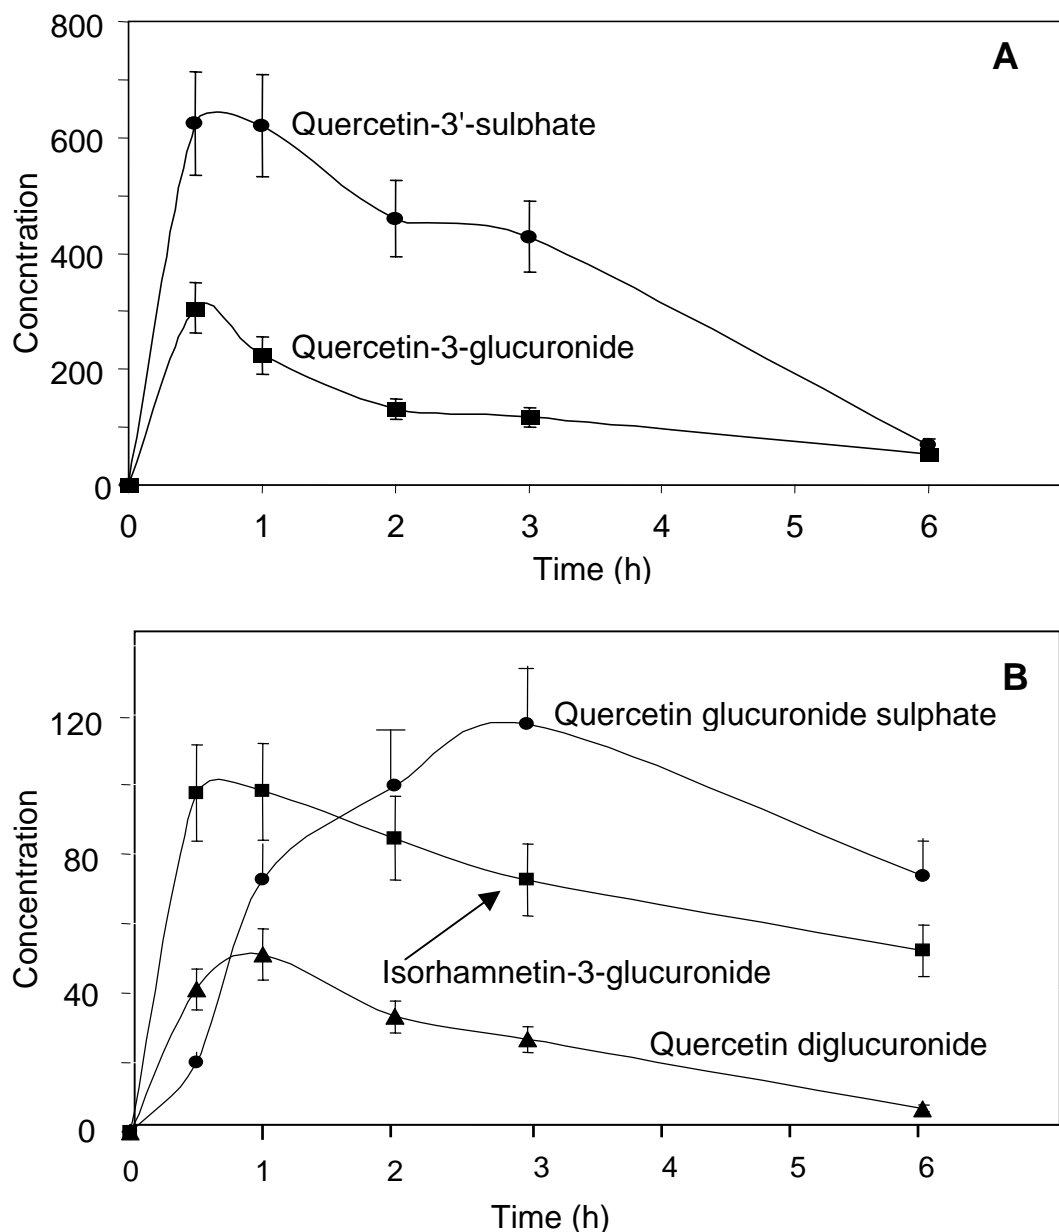 800
A
Quercetin-3'-sulphate
600
Concntration
400
Quercetin-3-glucuronide
200
0
0 1 2 3 4 5 6
Time (h)
B
120
Quercetin glucuronide sulphate
Concentration
80
Isorhamnetin-3-glucuronide
40
Quercetin diglucuronide
0
0 1 2 3 4 5 6
Time (h)